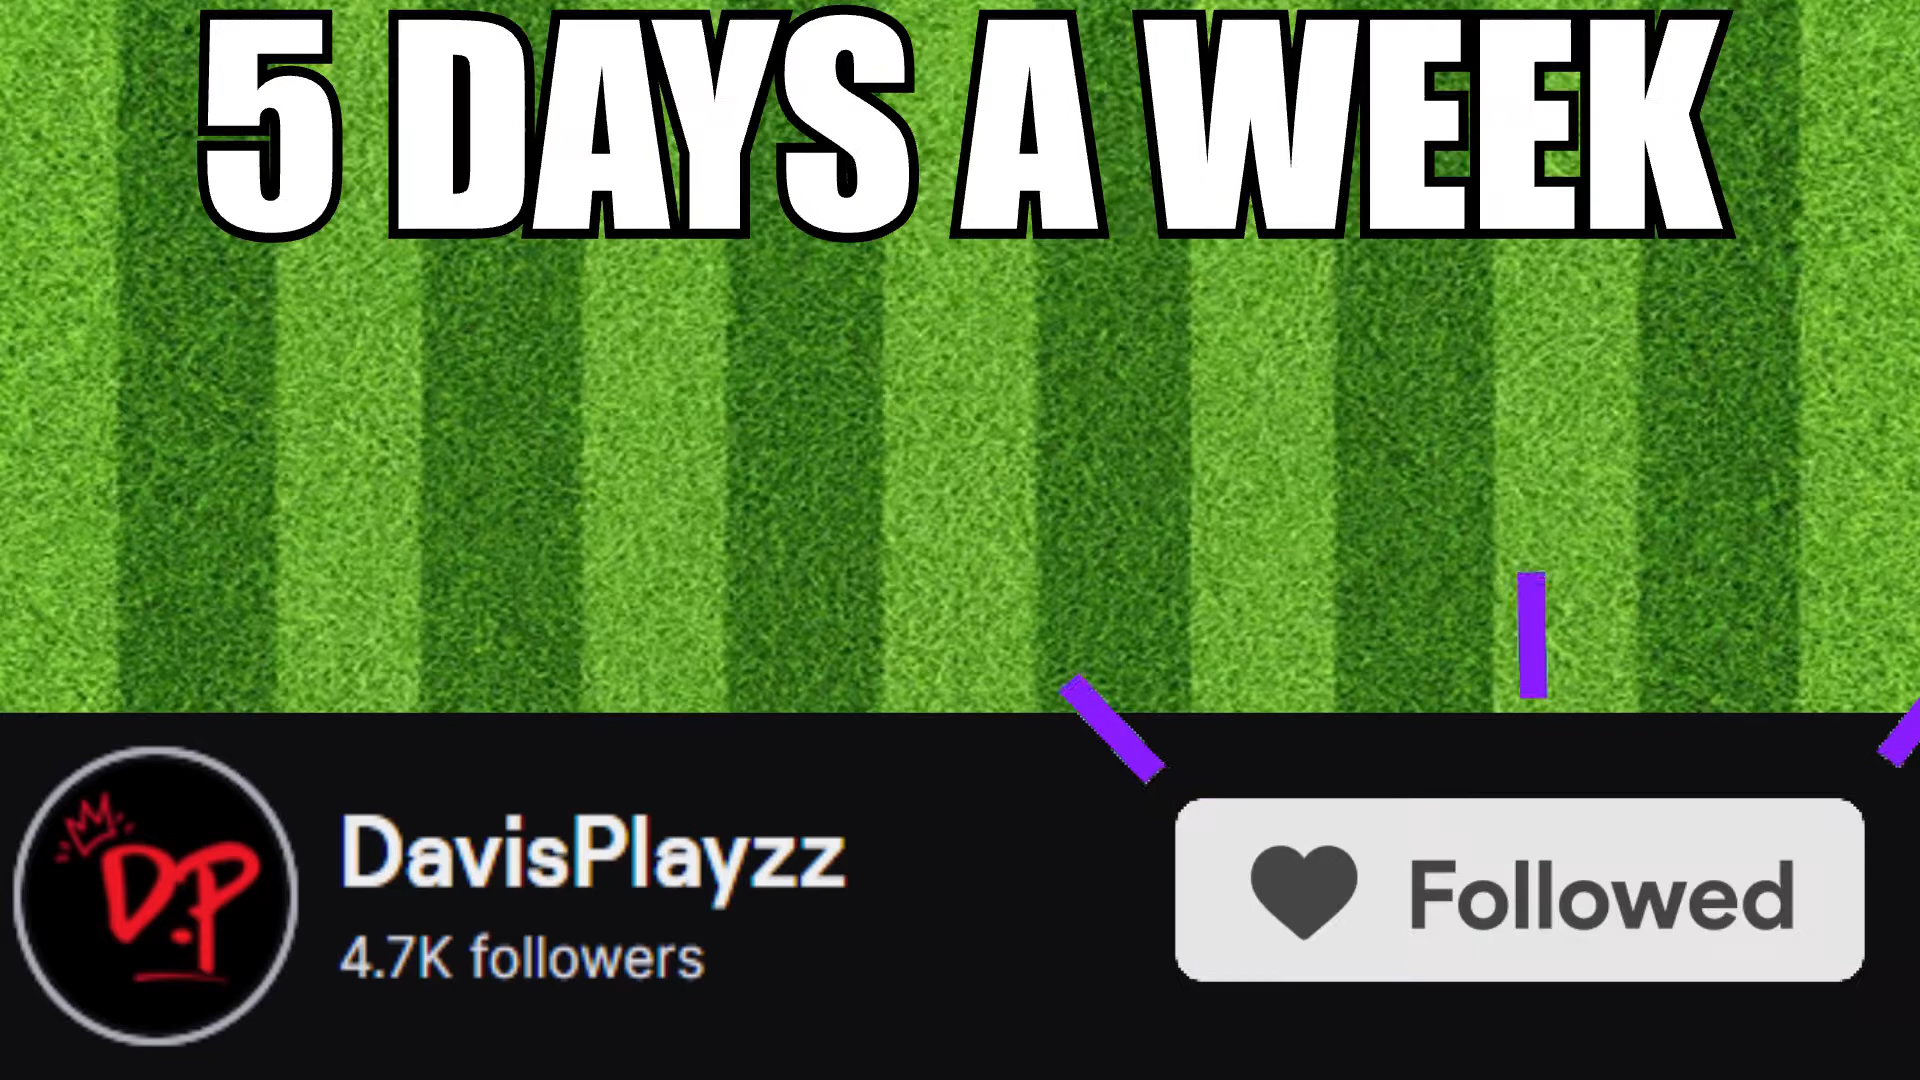 5 DAYS A WEEK
D.P
DavisPlayzz
4.7K followers
Followed